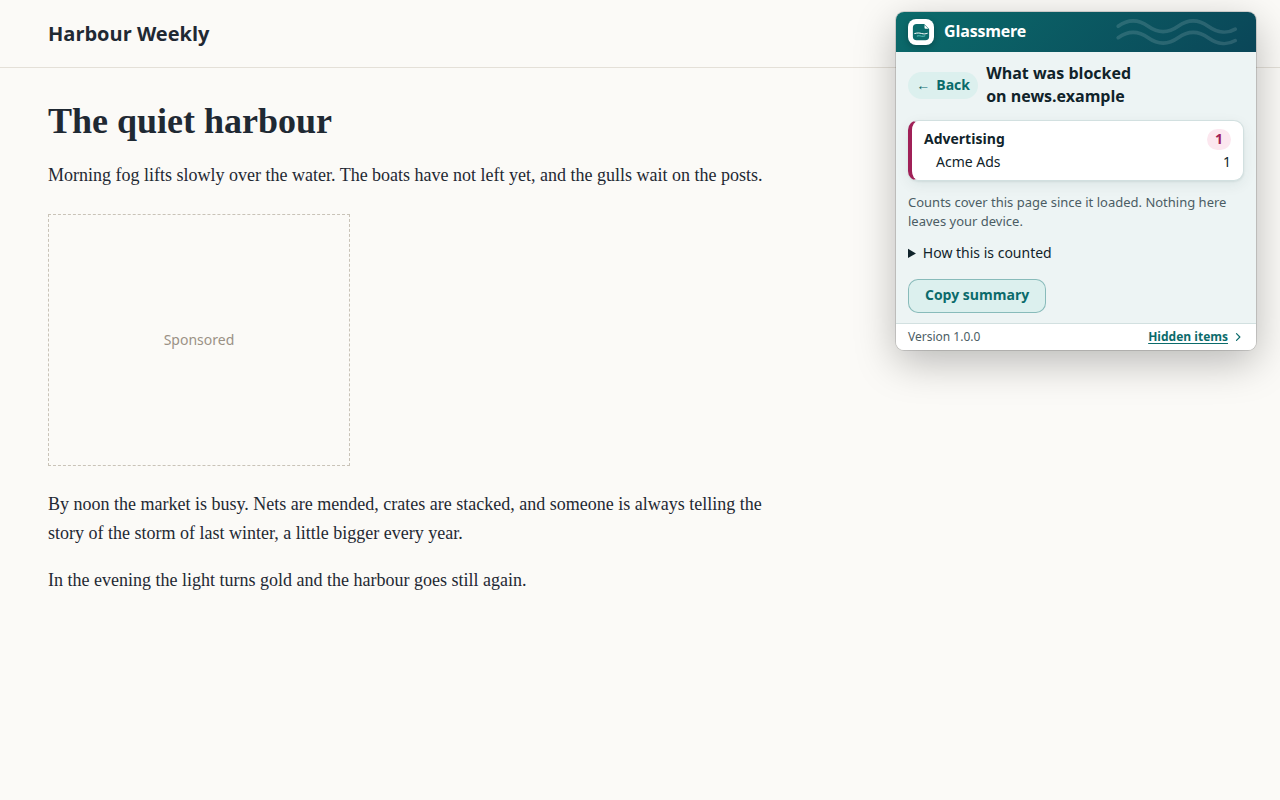 Harbour Weekly
The quiet harbour
Morning fog lifts slowly over the water. The boats have not left yet, and the gulls wait on the posts.
Sponsored
By noon the market is busy. Nets are mended, crates are stacked, and someone is always telling the
story of the storm of last winter, a little bigger every year.
In the evening the light turns gold and the harbour goes still again.
Glassmere
← Back
What was blocked
on news.example
Advertising 1
Acme Ads 1
Counts cover this page since it loaded. Nothing here
leaves your device.
How this is counted
Copy summary
Version 1.0.0
Hidden items